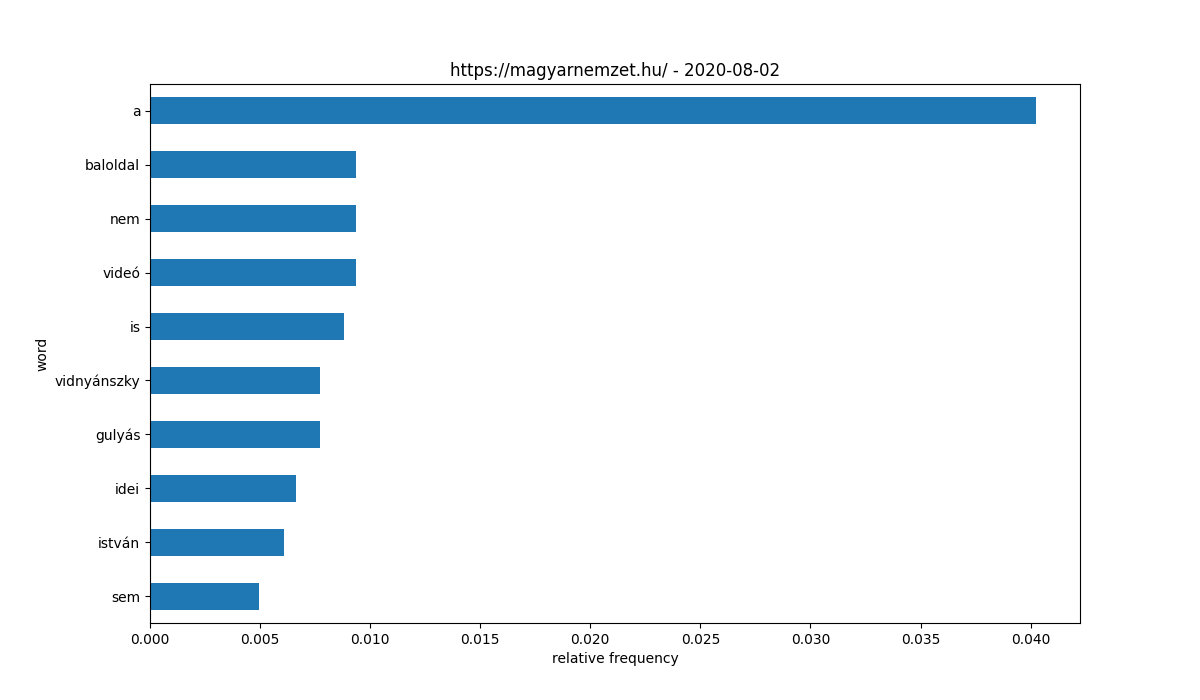 https://magyarnemzet.hu/ - 2020-08-02
a
baloldal
nem
videó
is
vidnyánszky
gulyás
idei
istván
sem
word
0.000 0.005 0.010 0.015 0.020 0.025 0.030 0.035 0.040
relative frequency